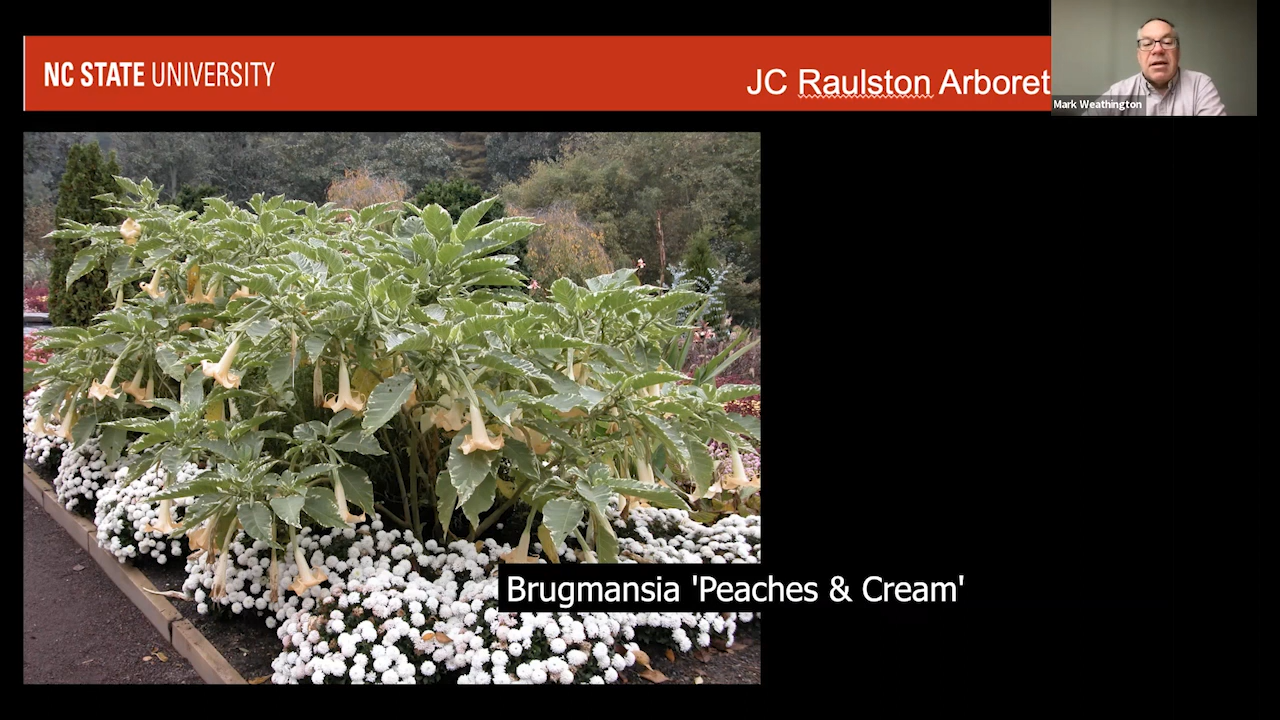 NC STATE UNIVERSITY
JC Raulston Arboret
Mark Weathington
Brugmansia 'Peaches & Cream'